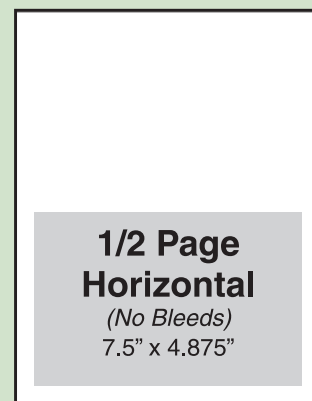 1/2 Page
Horizontal
(No Bleeds)
7.5” x 4.875”